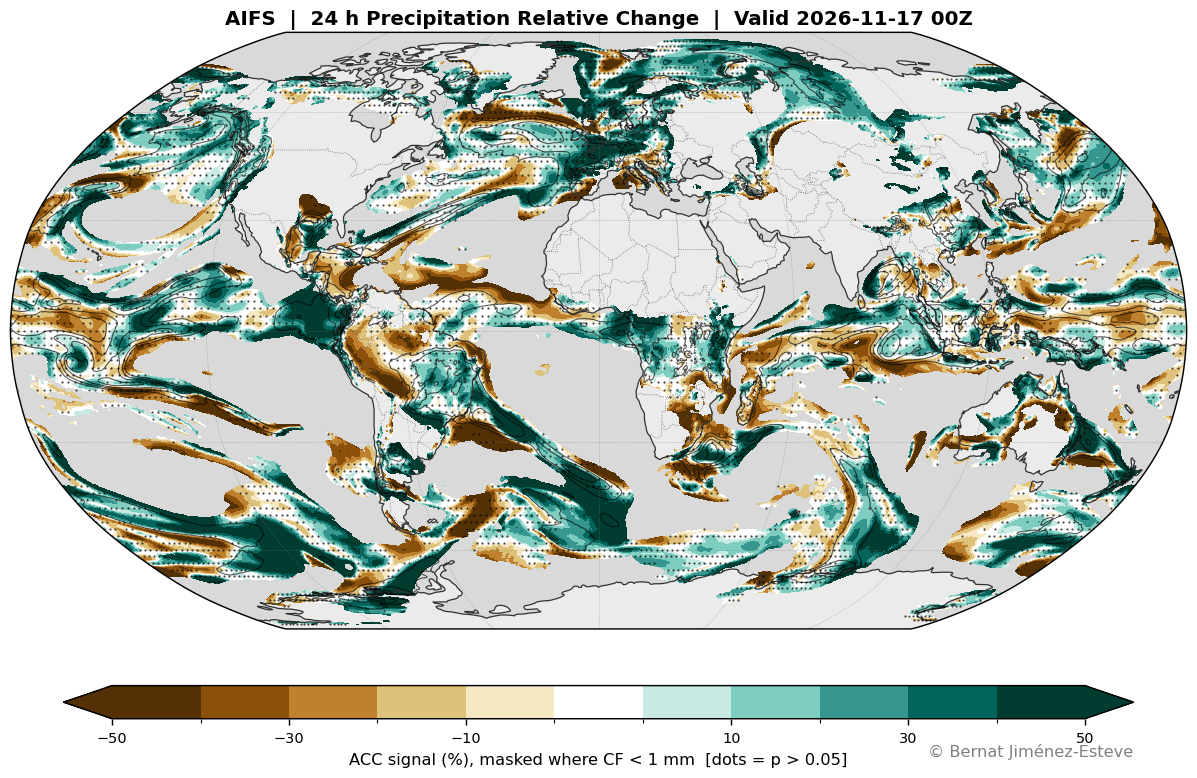 AIFS | 24 h Precipitation Relative Change | Valid 2026-11-17 00Z
−50 −30 −10 10 30 50
© Bernat Jiménez-Esteve
ACC signal (%), masked where CF < 1 mm [dots = p > 0.05]